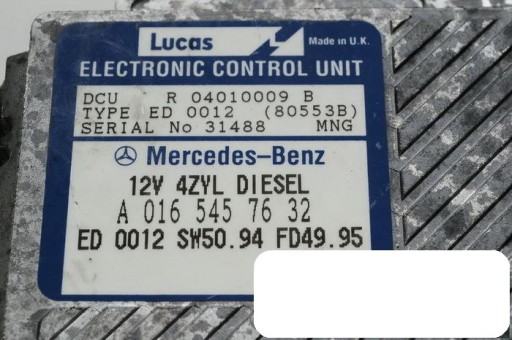 Lucas
Made in U.K.
ELECTRONIC CONTROL UNIT
DCU R 04010009 B
TYPE ED 0012 (80553B)
SERIAL No 31488 MNG
Mercedes-Benz
12V 4ZYL DIESEL
A 016 545 76 32
ED 0012 SW50.94 FD49.95